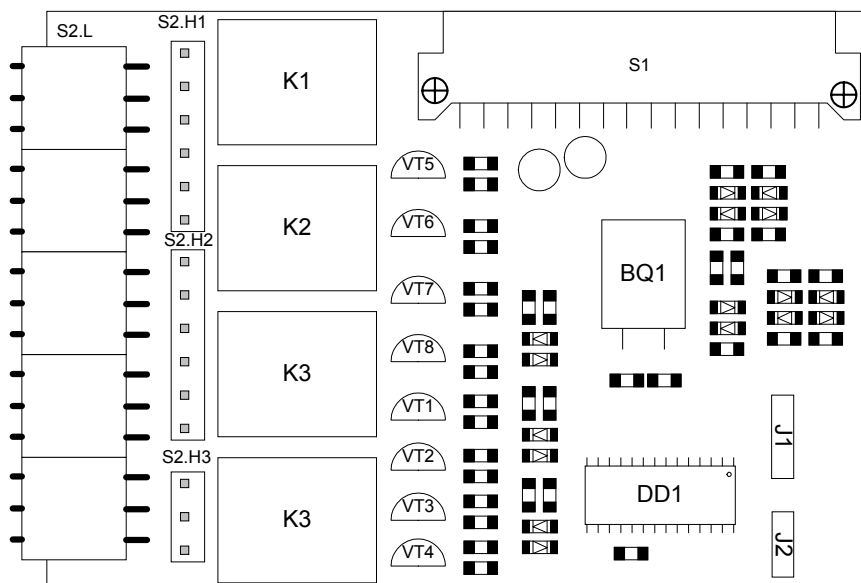 S2.L
S2.H1
K1
S1
VT5
K2
VT6
S2.H2
BQ1
VT7
VT8
K3
VT1
J1
VT2
S2.H3
K3
DD1
VT3
VT4
J2